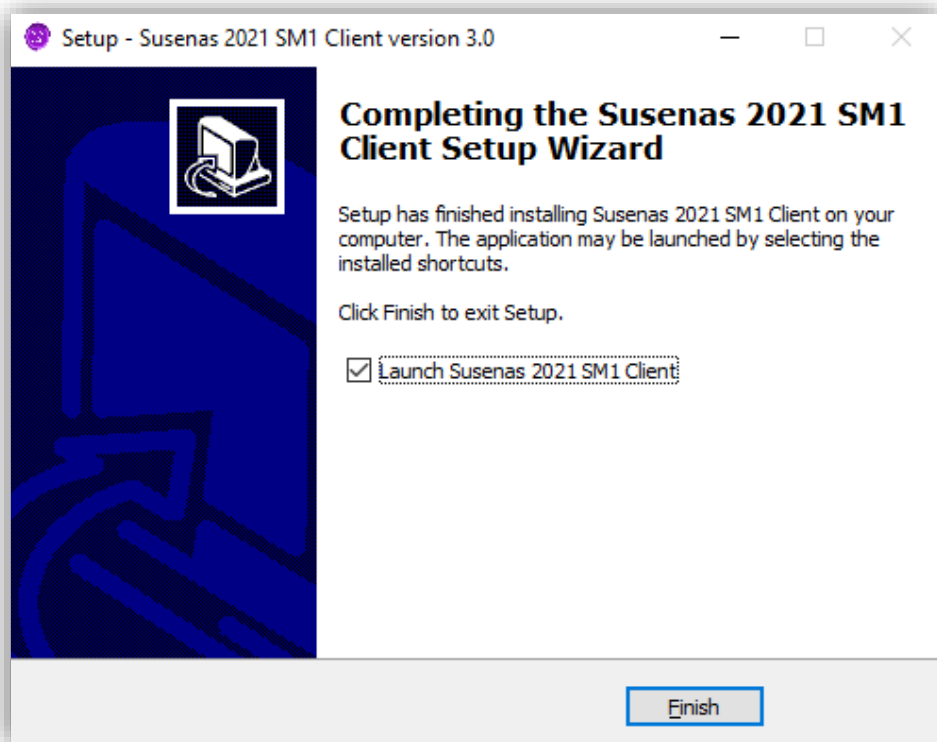 Setup - Susenas 2021 SM1 Client version 3.0
Completing the Susenas 2021 SM1
Client Setup Wizard
Setup has finished installing Susenas 2021 SM1 Client on your
computer. The application may be launched by selecting the
installed shortcuts.
Click Finish to exit Setup.
Launch Susenas 2021 SM1 Client
Finish